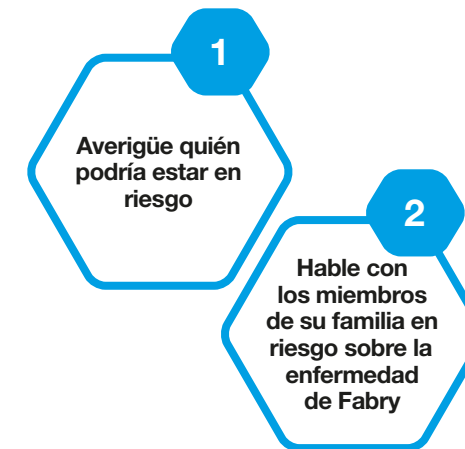 1
Averigüe quién
podría estar en
riesgo
2
Hable con
los miembros
de su familia en
riesgo sobre la
enfermedad
de Fabry